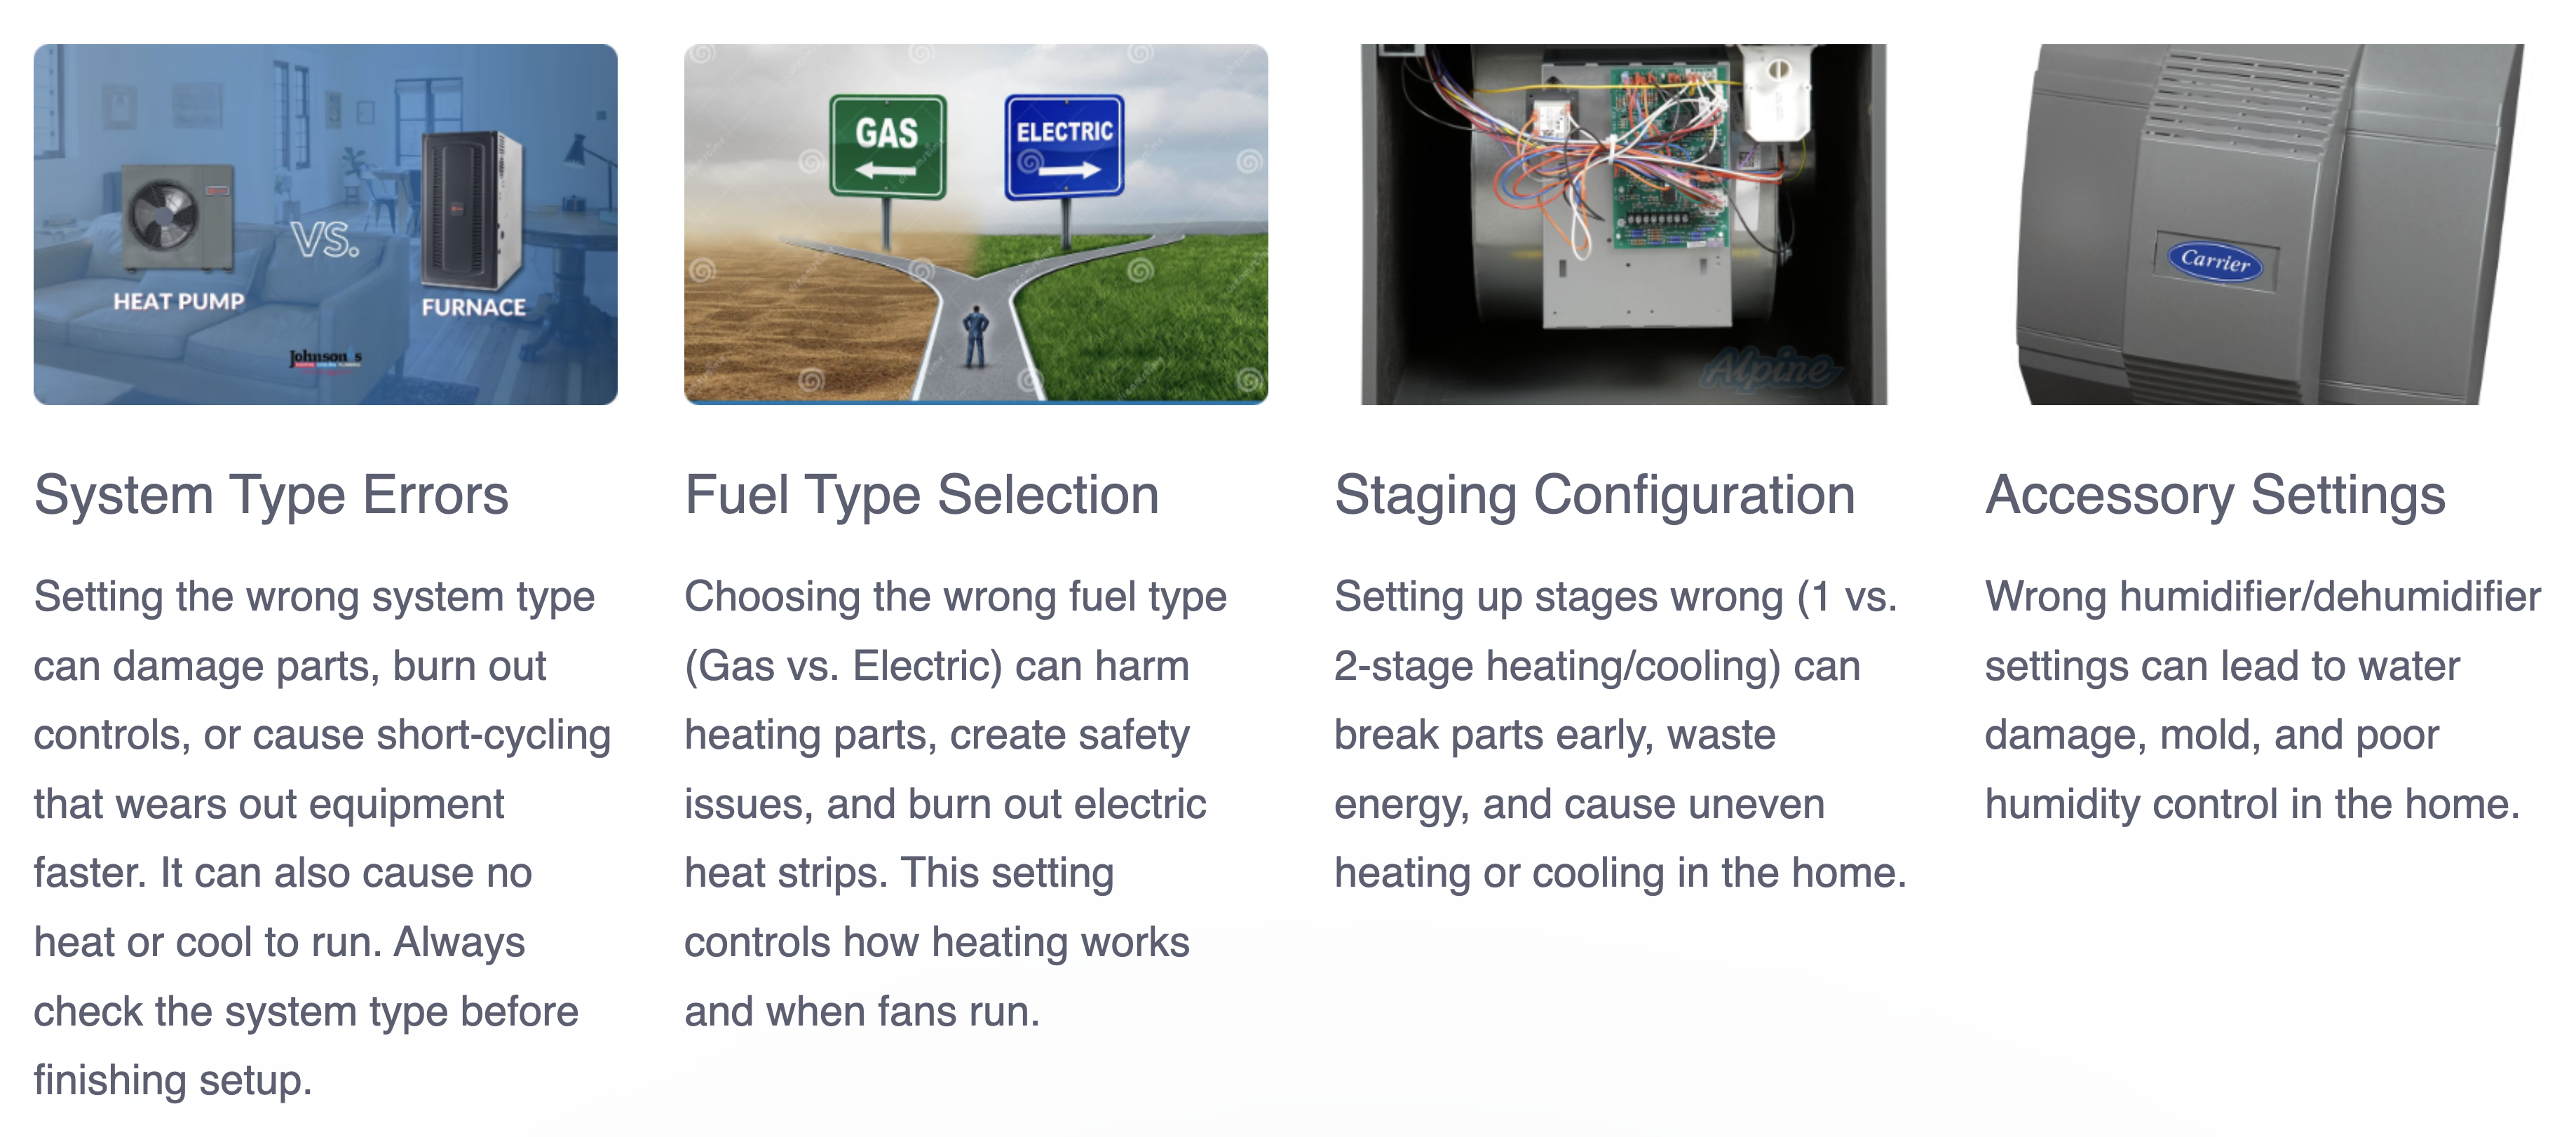 HEAT PUMP
VS.
FURNACE
Johnson's
GAS
ELECTRIC
Alpine
Carrier
System Type Errors
Setting the wrong system type
can damage parts, burn out
controls, or cause short-cycling
that wears out equipment
faster. It can also cause no
heat or cool to run. Always
check the system type before
finishing setup.
Fuel Type Selection
Choosing the wrong fuel type
(Gas vs. Electric) can harm
heating parts, create safety
issues, and burn out electric
heat strips. This setting
controls how heating works
and when fans run.
Staging Configuration
Setting up stages wrong (1 vs.
2-stage heating/cooling) can
break parts early, waste
energy, and cause uneven
heating or cooling in the home.
Accessory Settings
Wrong humidifier/dehumidifier
settings can lead to water
damage, mold, and poor
humidity control in the home.